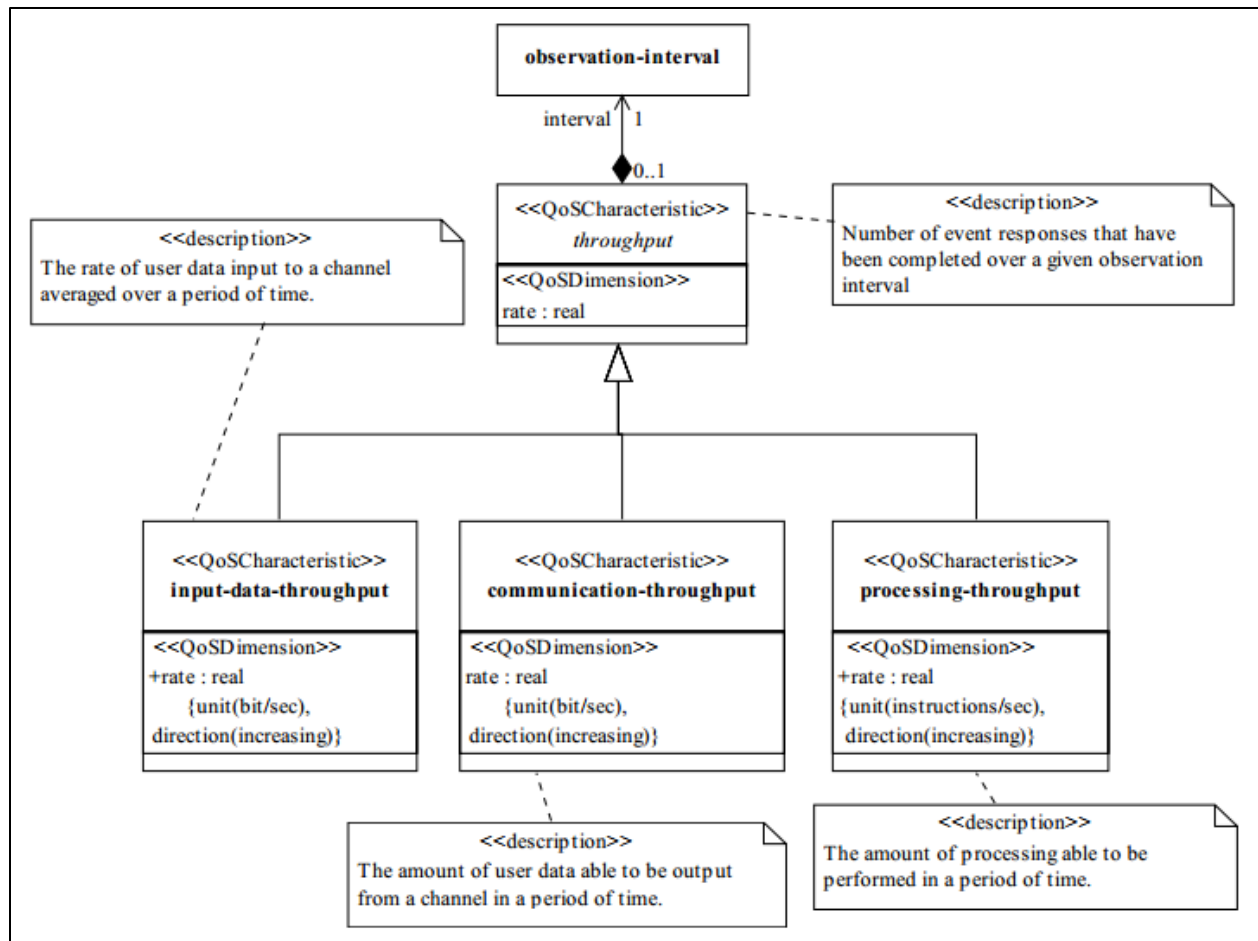 observation-interval
interval 1
0..1
<<QoSCharacteristic>>
throughput
<<QoSDimension>>
rate : real
<<description>>
Number of event responses that have
been completed over a given observation
interval
<<description>>
The rate of user data input to a channel
averaged over a period of time.
<<QoSCharacteristic>>
input-data-throughput
<<QoSDimension>>
+rate : real
{unit(bit/sec),
direction(increasing)}
<<QoSCharacteristic>>
communication-throughput
<<QoSDimension>>
rate : real
{unit(bit/sec),
direction(increasing)}
<<QoSCharacteristic>>
processing-throughput
<<QoSDimension>>
+rate : real
{unit(instructions/sec),
direction(increasing)}
<<description>>
The amount of user data able to be output
from a channel in a period of time.
<<description>>
The amount of processing able to be
performed in a period of time.